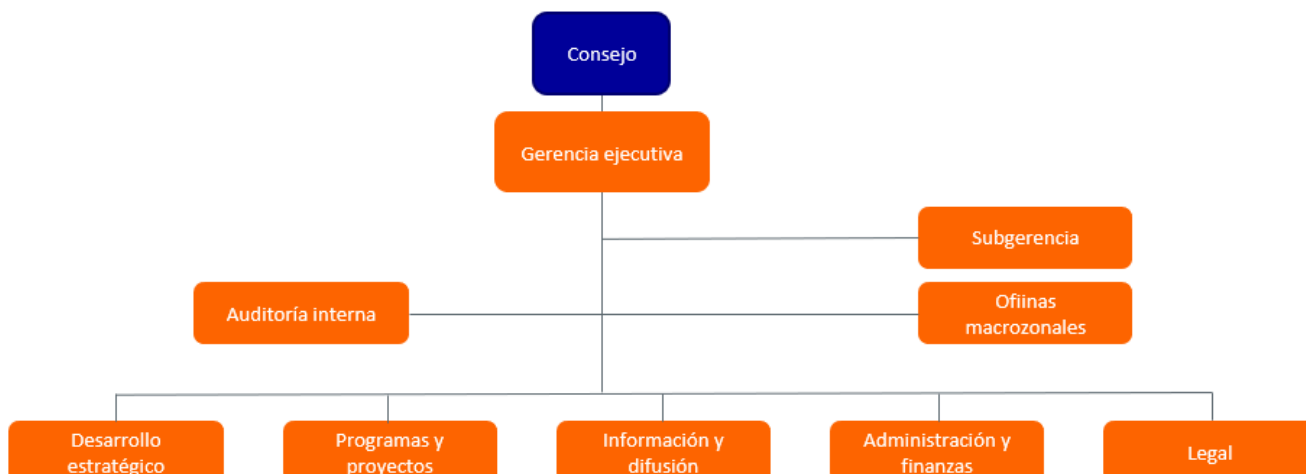 Consejo
Gerencia ejecutiva
Subgerencia
Auditoría interna
Ofiinas
macrozonales
Desarrollo
estratégico
Programas y
proyectos
Información y
difusión
Administración y
finanzas
Legal